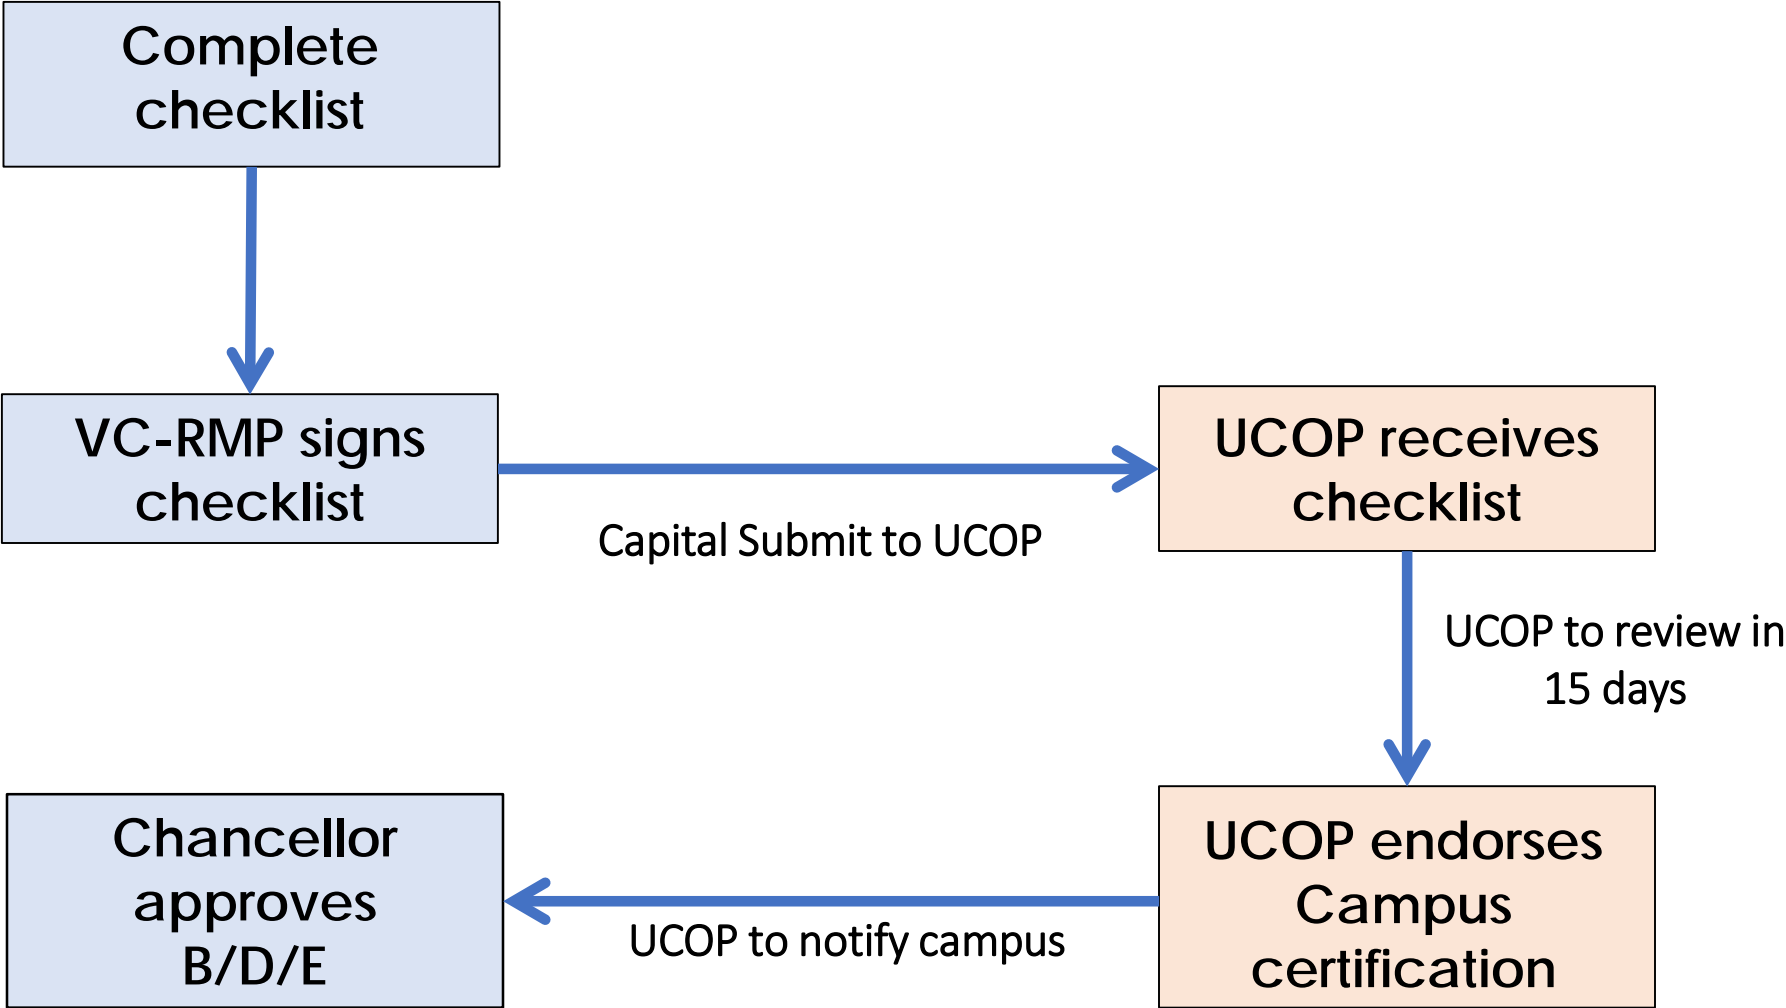 Complete
checklist
VC-RMP signs
checklist
Capital Submit to UCOP
UCOP receives
checklist
UCOP to review in
15 days
UCOP endorses
Campus
certification
UCOP to notify campus
Chancellor
approves
B/D/E